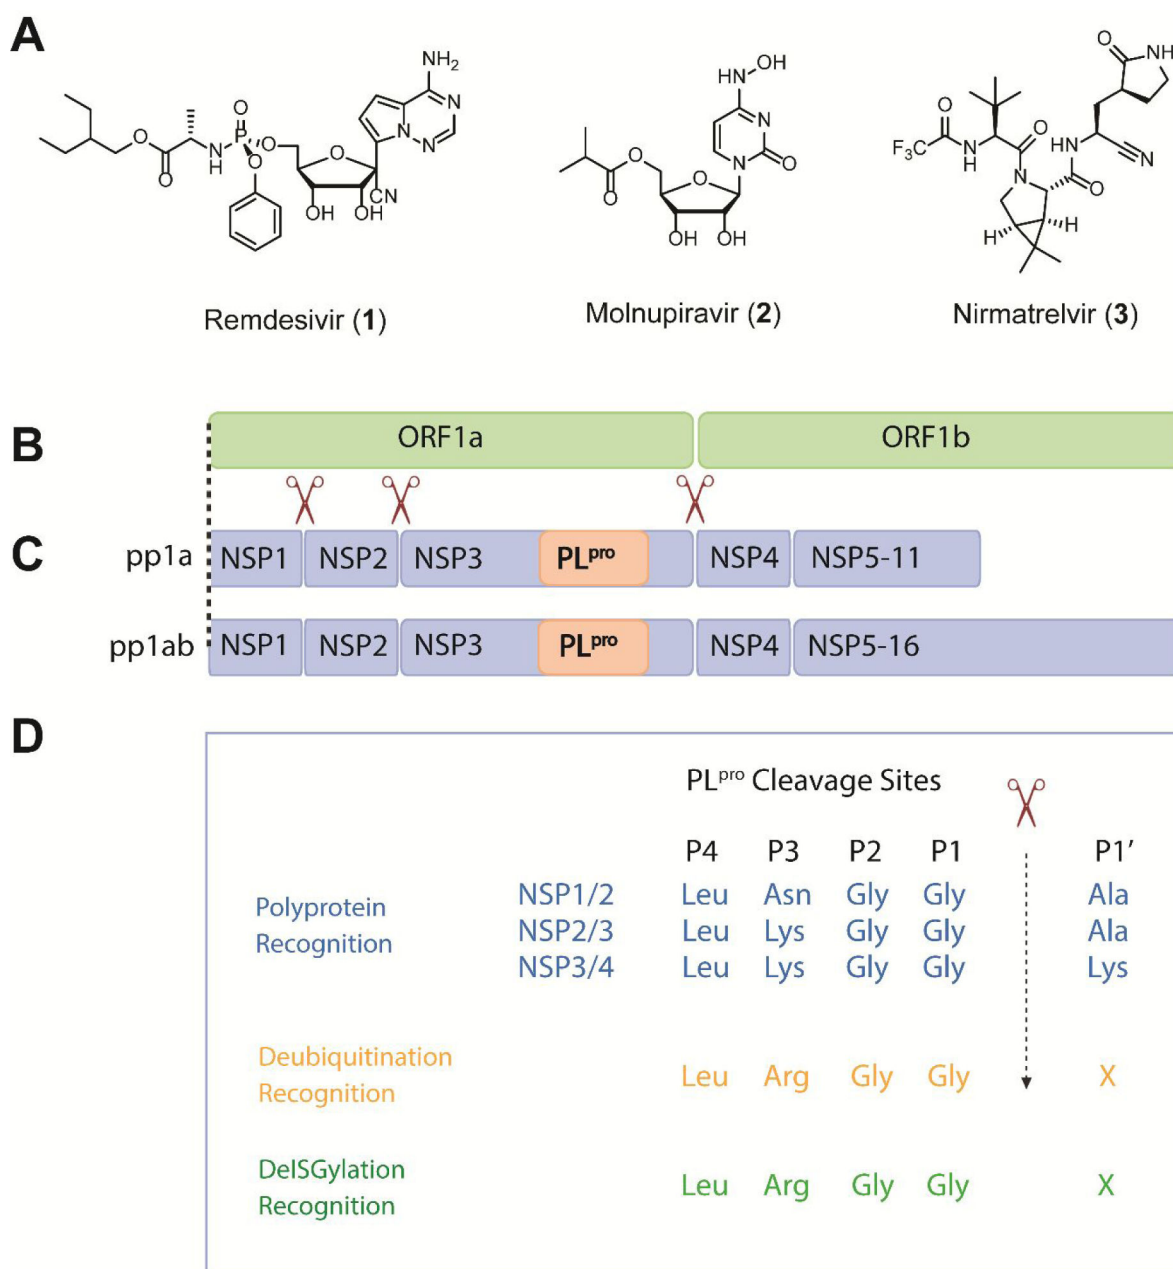 A
NH₂
N
N
N
O
O
O
P
O
O
HN
O
CN
OH
OH
Remdesivir (1)
OH
HN
N
N
O
O
O
O
OH
OH
Molnupiravir (2)
O
NH
O
F₃C
N
H
O
HN
N
N
O
H
H
Nirmatrelvir (3)
B
ORF1a
ORF1b
C
pp1a
NSP1
NSP2
NSP3
PLᵖʳᵒ
NSP4
NSP5-11
pp1ab
NSP1
NSP2
NSP3
PLᵖʳᵒ
NSP4
NSP5-16
D
PLᵖʳᵒ Cleavage Sites
P4 P3 P2 P1 P1′
Polyprotein
Recognition
NSP1/2 Leu Asn Gly Gly Ala
NSP2/3 Leu Lys Gly Gly Ala
NSP3/4 Leu Lys Gly Gly Lys
Deubiquitination
Recognition
Leu Arg Gly Gly X
DeISGylation
Recognition
Leu Arg Gly Gly X